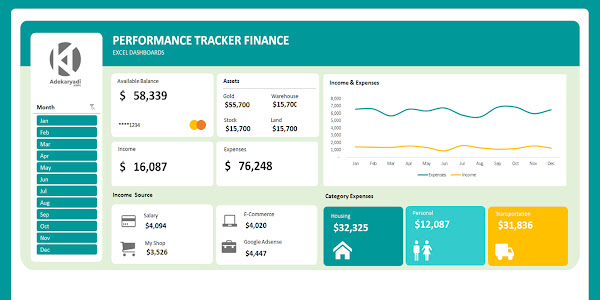 PERFORMANCE TRACKER FINANCE
EXCEL DASHBOARDS
Adekaryadi
Month
Jan
Feb
Mar
Apr
May
Jun
Jul
Aug
Sep
Oct
Nov
Dec
Available Balance
$ 58,339
****1234
Assets
Gold Warehouse
$55,700 $15,700
Stock Land
$15,700 $15,700
Income
$ 16,087
Expenses
$ 76,248
Income & Expenses
8,000
7,000
6,000
5,000
4,000
3,000
2,000
1,000
-
Jan Feb Mar Apr May Jun Jul Aug Sep Oct Nov Dec
Expenses Income
Income Source
Salary
$4,094
E-Commerce
$4,020
My Shop
$3,526
Google Adsense
$4,447
Category Expenses
Housing
$32,325
Personal
$12,087
Transportation
$31,836